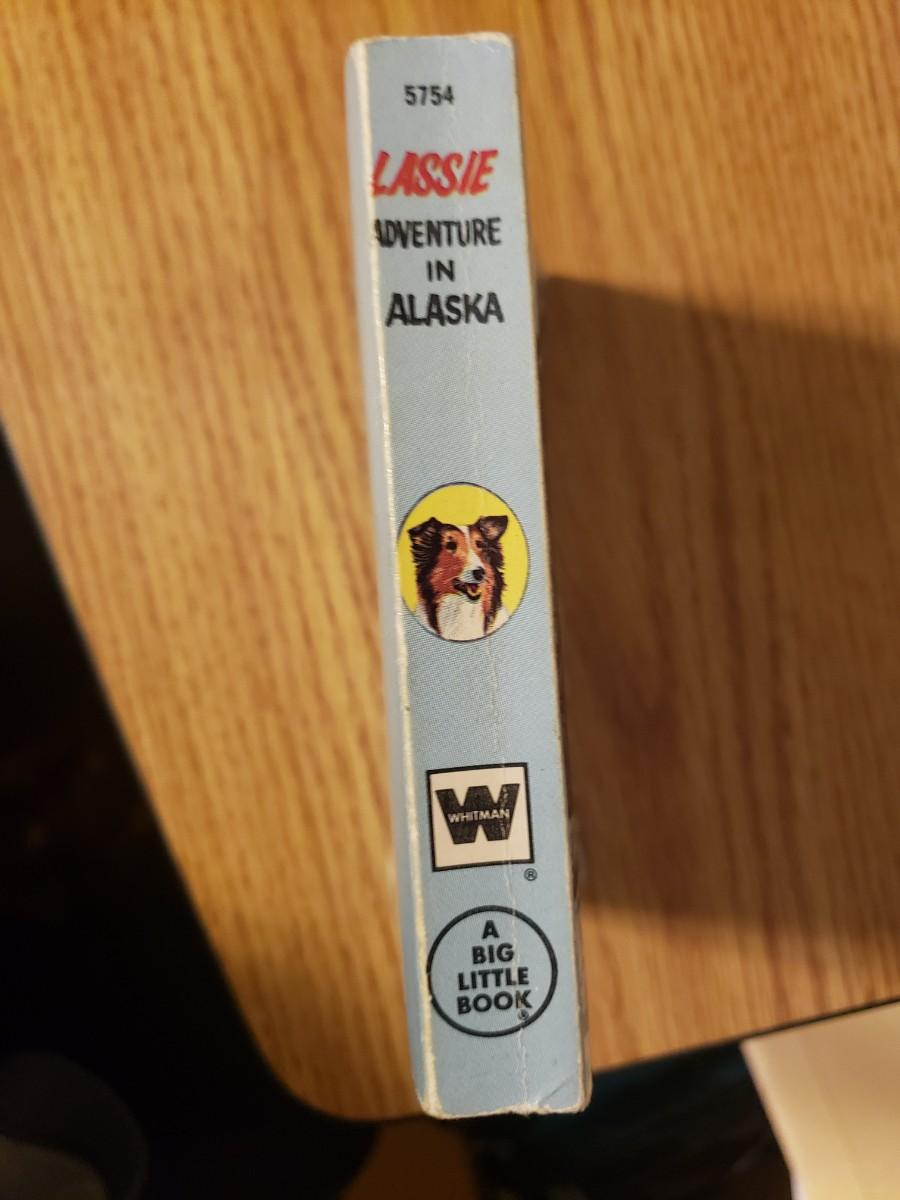 5754
LASSIE
ADVENTURE
IN
ALASKA
WHITMAN
®
A
BIG
LITTLE
BOOK
®